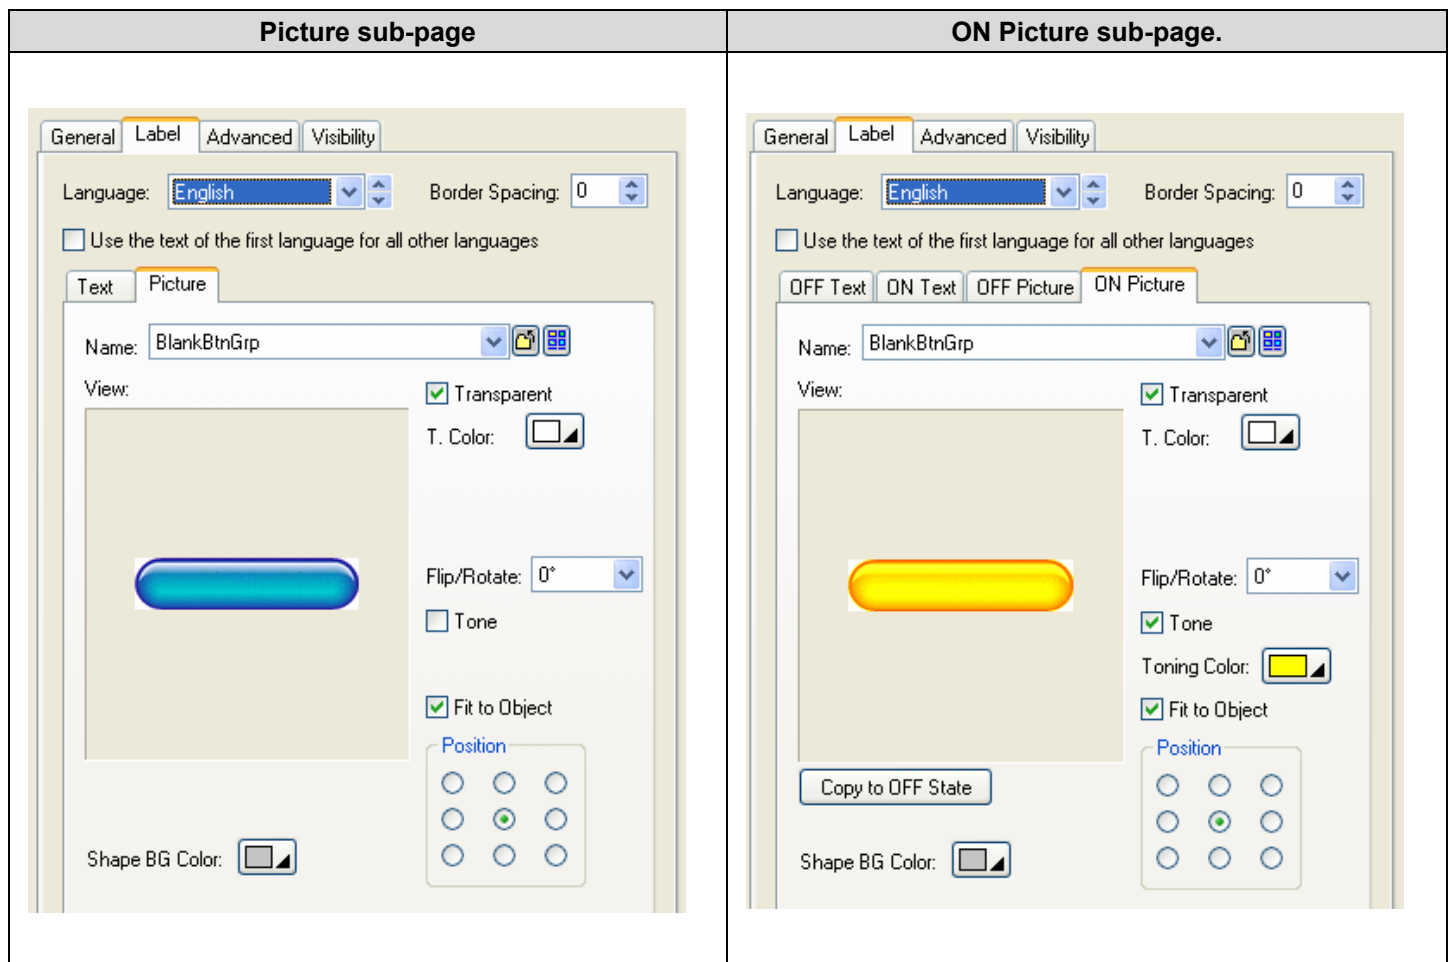 Picture sub-page
General Label Advanced Visibility
Language: English Border Spacing: 0
Use the text of the first language for all other languages
Text Picture
Name: BlankBtnGrp
View:
Transparent
T. Color:
Flip/Rotate: 0°
Tone
Fit to Object
Position
Shape BG Color:
ON Picture sub-page.
General Label Advanced Visibility
Language: English Border Spacing: 0
Use the text of the first language for all other languages
OFF Text ON Text OFF Picture ON Picture
Name: BlankBtnGrp
View:
Transparent
T. Color:
Flip/Rotate: 0°
Tone
Toning Color:
Fit to Object
Position
Copy to OFF State
Shape BG Color: